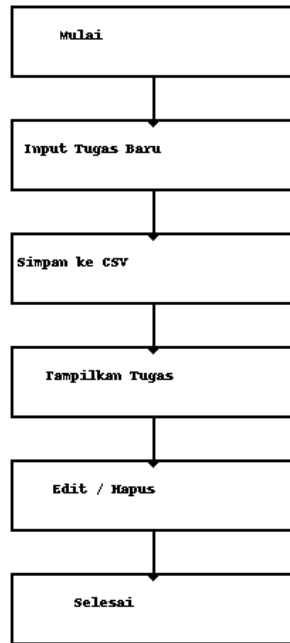 Mulai
Input Tugas Baru
Simpan ke CSV
Tampilkan Tugas
Edit / Hapus
Selesai